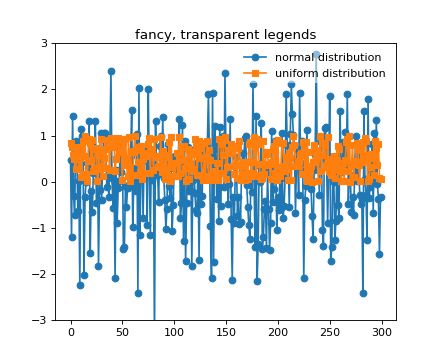 fancy, transparent legends
normal distribution
uniform distribution
3
2
1
0
−1
−2
−3
0 50 100 150 200 250 300